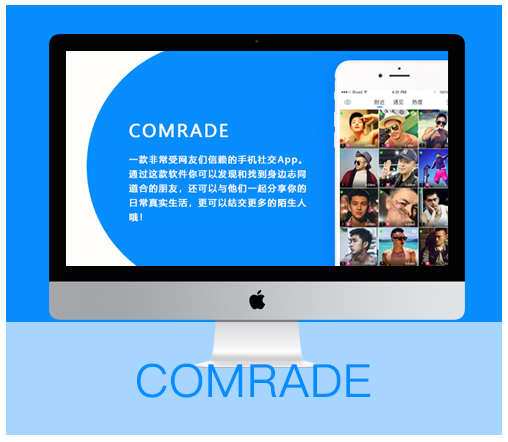 COMRADE
一款非常受网友们信赖的手机社交App。
通过这款软件你可以发现和找到身边志同
道合的朋友，还可以与他们一起分享你的
日常真实生活，更可以结交更多的陌生人
哦！
4:21 PM
附近 遇见 热度
COMRADE